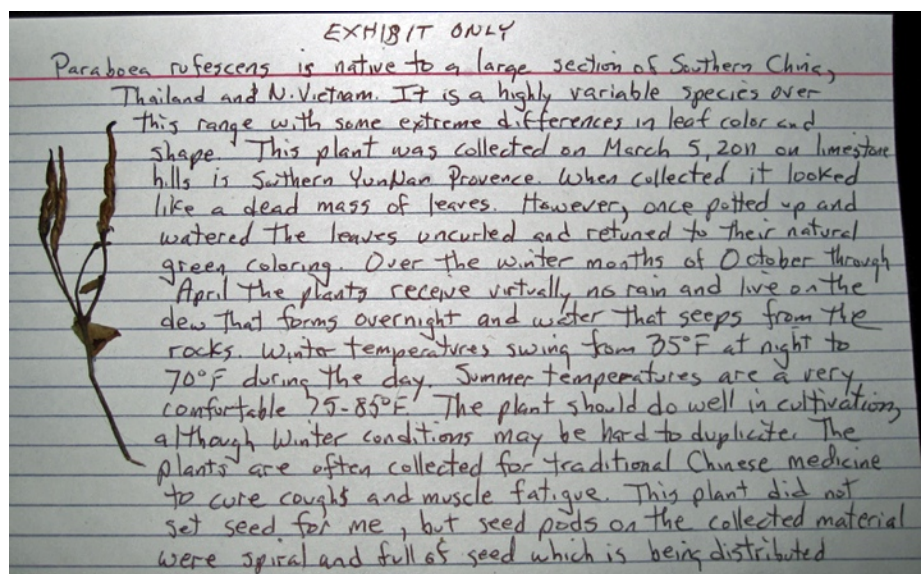 EXHIBIT ONLY
Paraboea rufescens is native to a large section of Southern China,
Thailand and N. Vietnam. It is a highly variable species over
this range with some extreme differences in leaf color and
shape. This plant was collected on March 5, 2011 on limestone
hills is Southern YunNan Provence. When collected it looked
like a dead mass of leaves. However, once potted up and
watered the leaves uncurled and retuned to their natural
green coloring. Over the winter months of October through
April the plants receive virtually no rain and live on the
dew that forms overnight and water that seeps from the
rocks. Winter temperatures swing from 35°F at night to
70°F during the day. Summer temperatures are a very
comfortable 75-85°F. The plant should do well in cultivation,
although winter conditions may be hard to duplicate. The
plants are often collected for traditional Chinese medicine
to cure coughs and muscle fatigue. This plant did not
set seed for me, but seed pods on the collected material
were spiral and full of seed which is being distributed